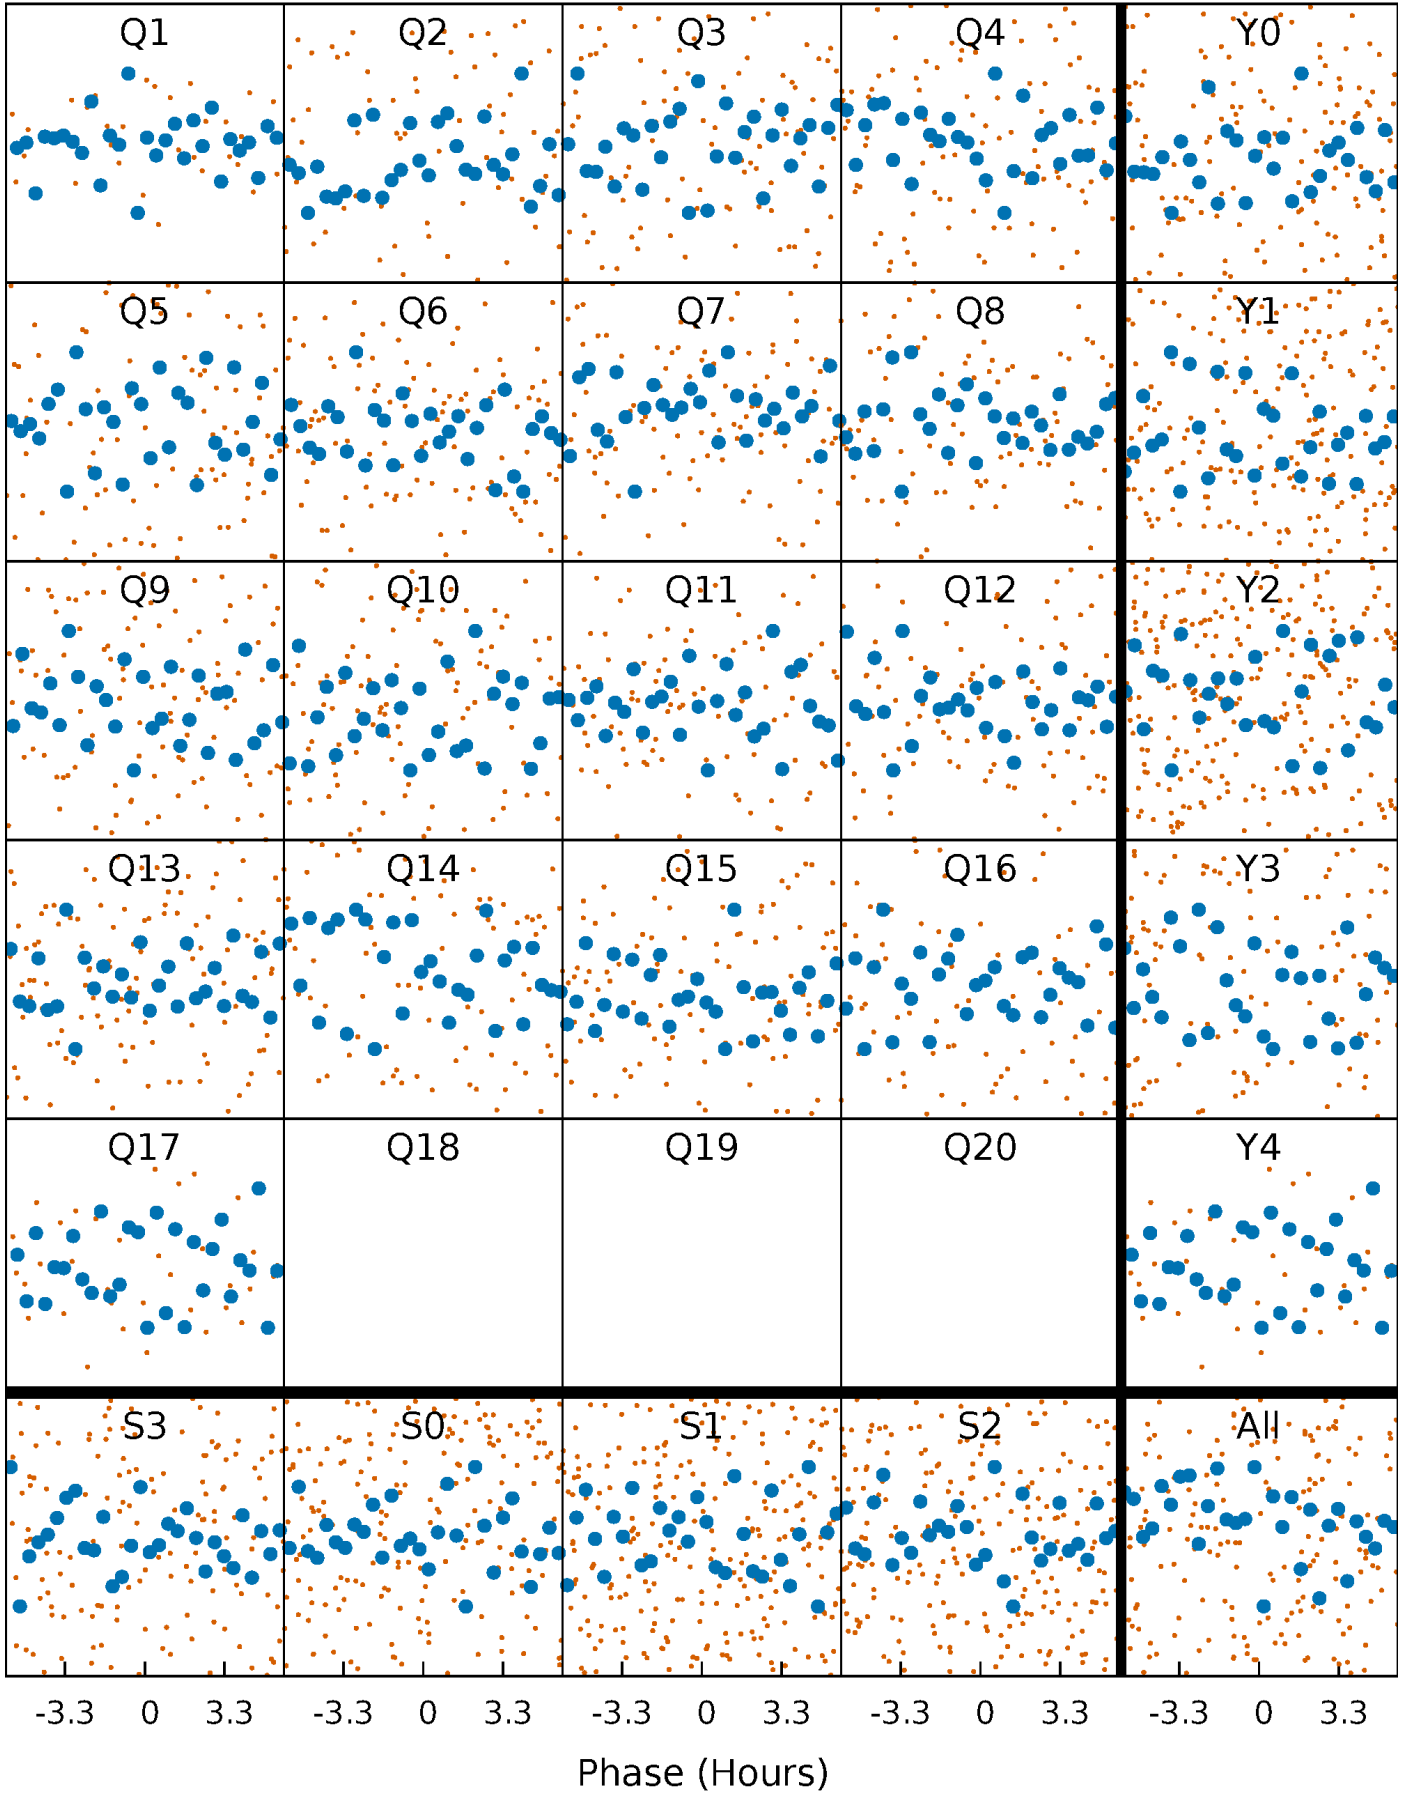 Q1 Q2 Q3 Q4 Y0
Q5 Q6 Q7 Q8 Y1
Q9 Q10 Q11 Q12 Y2
Q13 Q14 Q15 Q16 Y3
Q17 Q18 Q19 Q20 Y4
S3 S0 S1 S2 All
-3.3 0 3.3 -3.3 0 3.3 -3.3 0 3.3 -3.3 0 3.3 -3.3 0 3.3
Phase (Hours)